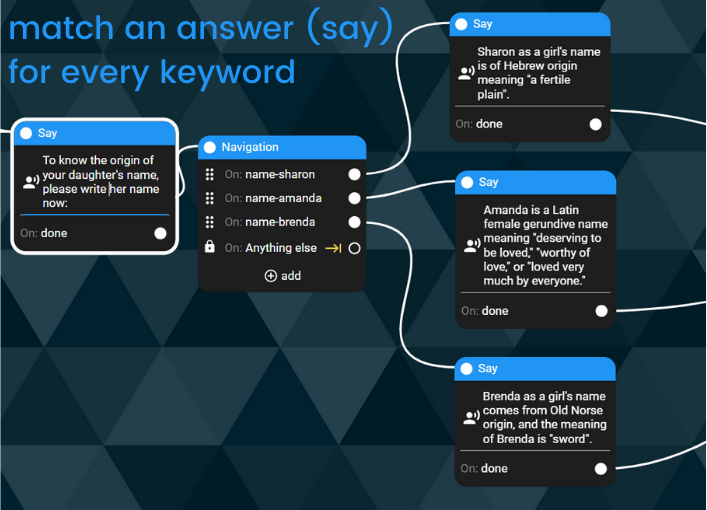 match an answer (say)
for every keyword
Say
To know the origin of
your daughter's name,
please write her name
now:
On: done
Navigation
On: name-sharon
On: name-amanda
On: name-brenda
On: Anything else
add
Say
Sharon as a girl's name
is of Hebrew origin
meaning "a fertile
plain".
On: done
Say
Amanda is a Latin
female gerundive name
meaning "deserving to
be loved," "worthy of
love," or "loved very
much by everyone."
On: done
Say
Brenda as a girl's name
comes from Old Norse
origin, and the meaning
of Brenda is "sword".
On: done